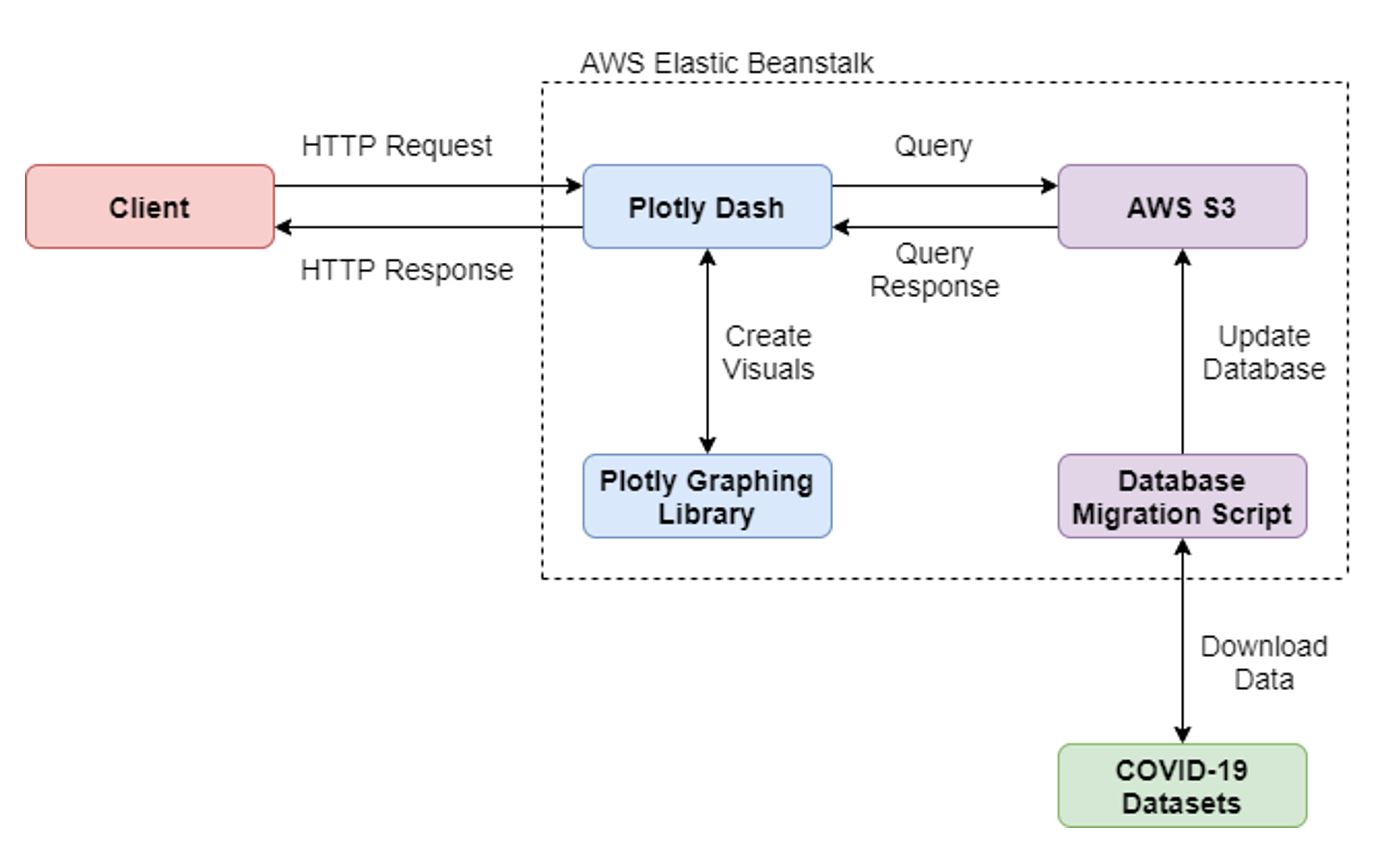 AWS Elastic Beanstalk
HTTP Request
Query
Client
Plotly Dash
AWS S3
HTTP Response
Query
Response
Create
Visuals
Update
Database
Plotly Graphing
Library
Database
Migration Script
Download
Data
COVID-19
Datasets